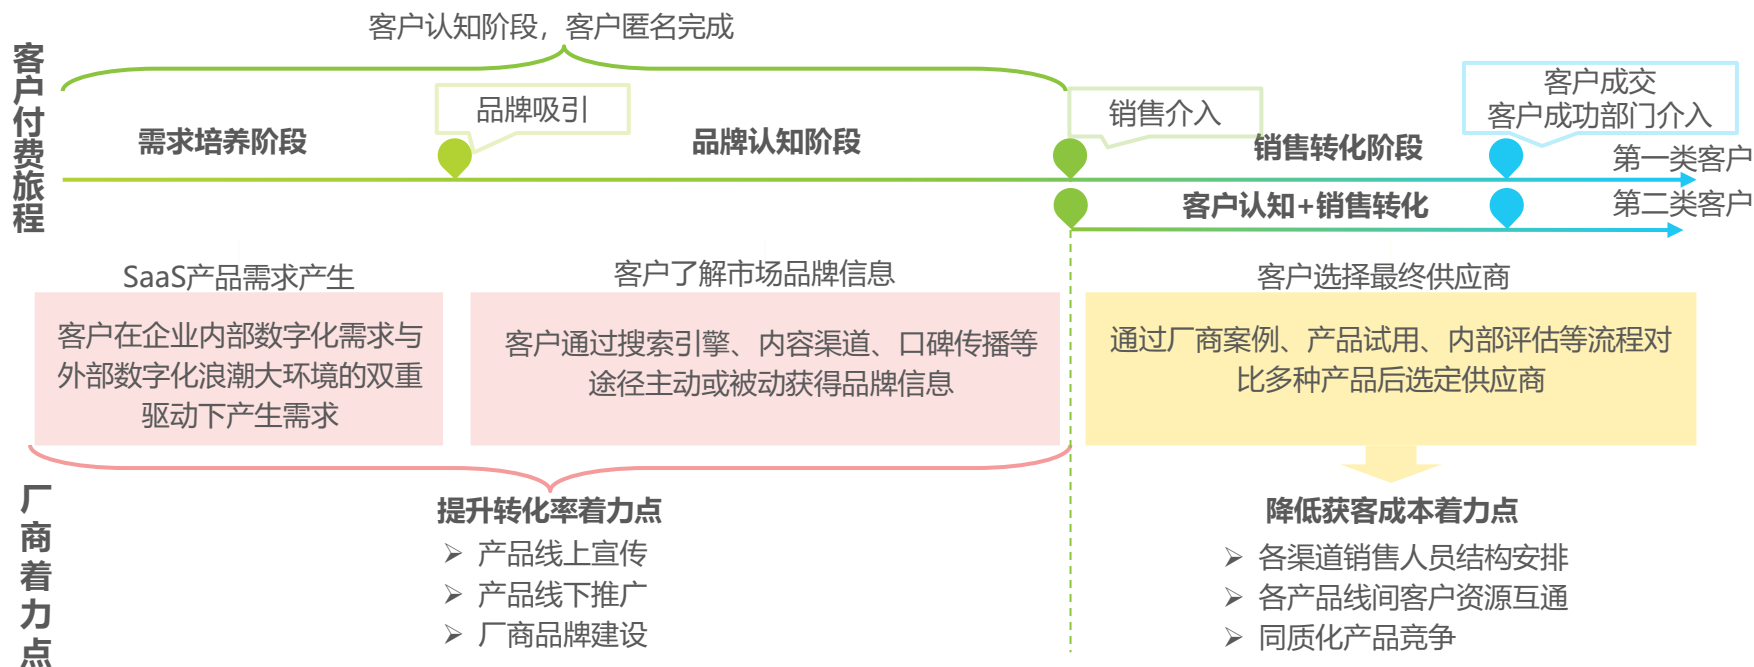 客户认知阶段，客户匿名完成
客户付费旅程
品牌吸引
销售介入
客户成交
客户成功部门介入
需求培养阶段
品牌认知阶段
销售转化阶段
第一类客户
客户认知+销售转化
第二类客户
SaaS产品需求产生
客户在企业内部数字化需求与
外部数字化浪潮大环境的双重
驱动下产生需求
客户了解市场品牌信息
客户通过搜索引擎、内容渠道、口碑传播等
途径主动或被动获得品牌信息
客户选择最终供应商
通过厂商案例、产品试用、内部评估等流程对
比多种产品后选定供应商
厂商着力点
提升转化率着力点
➢ 产品线上宣传
➢ 产品线下推广
➢ 厂商品牌建设
降低获客成本着力点
➢ 各渠道销售人员结构安排
➢ 各产品线间客户资源互通
➢ 同质化产品竞争